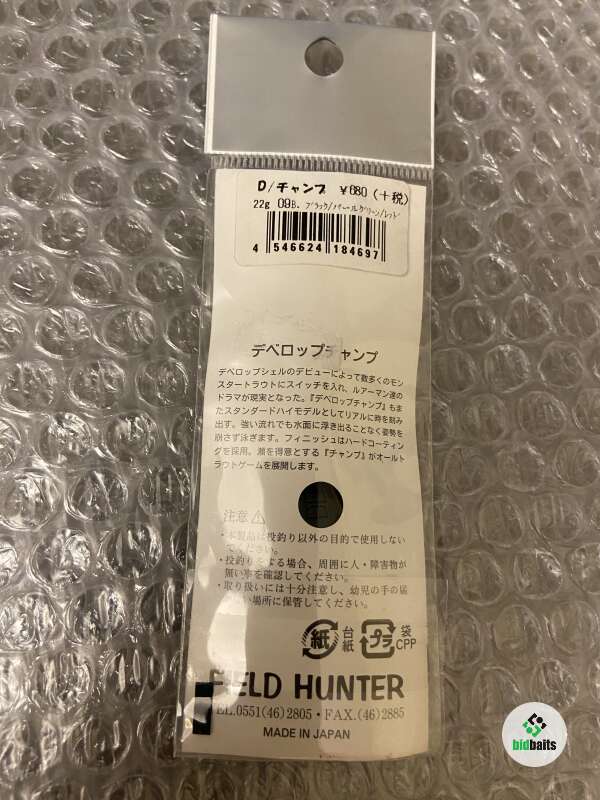 D/チャンプ ¥680(+税)
22g 09B. ブラック/パールグリーン/レッド
4 546624 184697
デベロップチャンプ
デベロップシェルのデビューによって数多くのモン
スタートラウトにスイッチを入れ、ルアーマン達の
ドラマが現実となった。『デベロップチャンプ』もま
たスタンダードハイモデルとしてリアルに時を刻み
出す。強い流れでも水面に浮き出ることなく姿勢を
崩さず泳ぎます。フィニッシュはハードコーティン
グを採用。瀬を得意とする『チャンプ』がオールト
ラウトゲームを展開します。
注意
・本製品は投釣り以外の目的で使用しない
でください。
・投釣りをする場合、周囲に人・障害物が
無い事を確認してください。
・取り扱いには十分注意し、幼児の手の届
い場所に保管してください。
紙 台紙
プラ 袋 CPP
FIELD HUNTER
TEL.0551(46)2805・FAX.(46)2885
MADE IN JAPAN
bidbaits